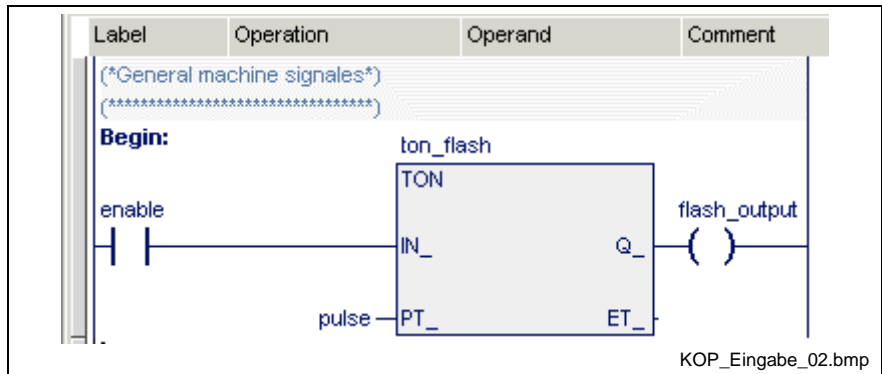 Label Operation Operand Comment
(*General machine signales*)
(*********************************)
Begin:
ton_flash
TON
enable
flash_output
IN_ Q_
pulse PT_ ET_
KOP_Eingabe_02.bmp